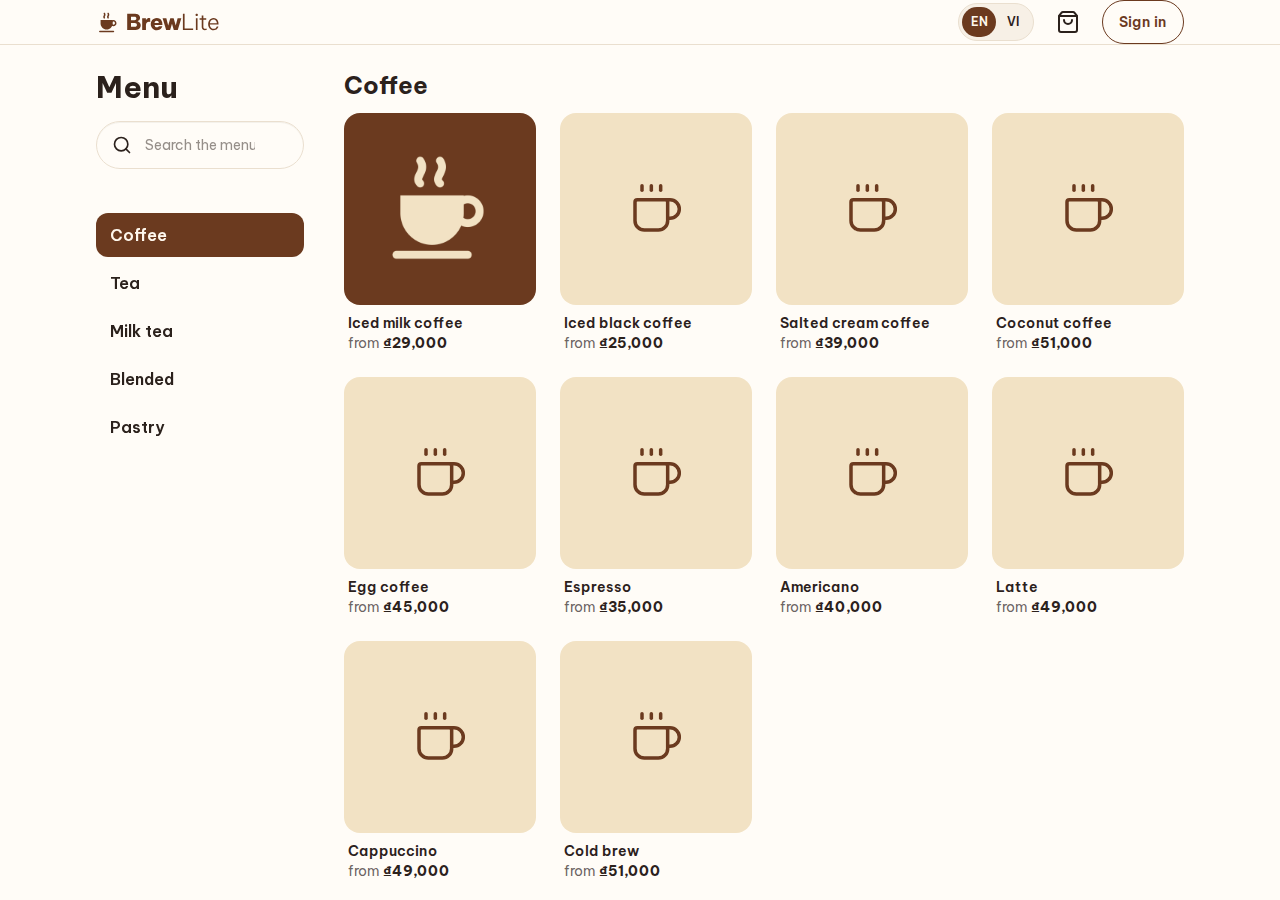 BrewLite
EN VI
Sign in
Menu
Search the menu
Coffee
Tea
Milk tea
Blended
Pastry
Coffee
Iced milk coffee
from ₫29,000
Iced black coffee
from ₫25,000
Salted cream coffee
from ₫39,000
Coconut coffee
from ₫51,000
Egg coffee
from ₫45,000
Espresso
from ₫35,000
Americano
from ₫40,000
Latte
from ₫49,000
Cappuccino
from ₫49,000
Cold brew
from ₫51,000